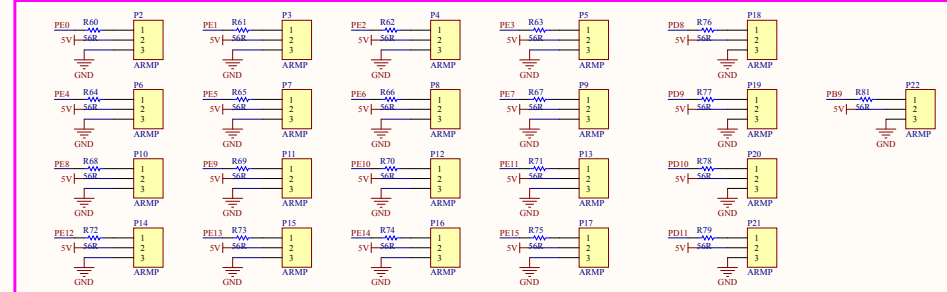 R60 P2 R61 P3 R62 P4 R63 P5 R76 P18
PE0 1 PE1 1 PE2 1 PE3 1 PD8 1
5V 56R 2 5V 56R 2 5V 56R 2 5V 56R 2 5V 56R 2
3 3 3 3 3
GND ARMP GND ARMP GND ARMP GND ARMP GND ARMP
R64 P6 R65 P7 R66 P8 R67 P9 R77 P19 R81 P22
PE4 1 PE5 1 PE6 1 PE7 1 PD9 1 PB9 1
5V 56R 2 5V 56R 2 5V 56R 2 5V 56R 2 5V 56R 2 5V 56R 2
3 3 3 3 3 3
GND ARMP GND ARMP GND ARMP GND ARMP GND ARMP GND ARMP
R68 P10 R69 P11 R70 P12 R71 P13 R78 P20
PE8 1 PE9 1 PE10 1 PE11 1 PD10 1
5V 56R 2 5V 56R 2 5V 56R 2 5V 56R 2 5V 56R 2
3 3 3 3 3
GND ARMP GND ARMP GND ARMP GND ARMP GND ARMP
R72 P14 R73 P15 R74 P16 R75 P17 R79 P21
PE12 1 PE13 1 PE14 1 PE15 1 PD11 1
5V 56R 2 5V 56R 2 5V 56R 2 5V 56R 2 5V 56R 2
3 3 3 3 3
GND ARMP GND ARMP GND ARMP GND ARMP GND ARMP